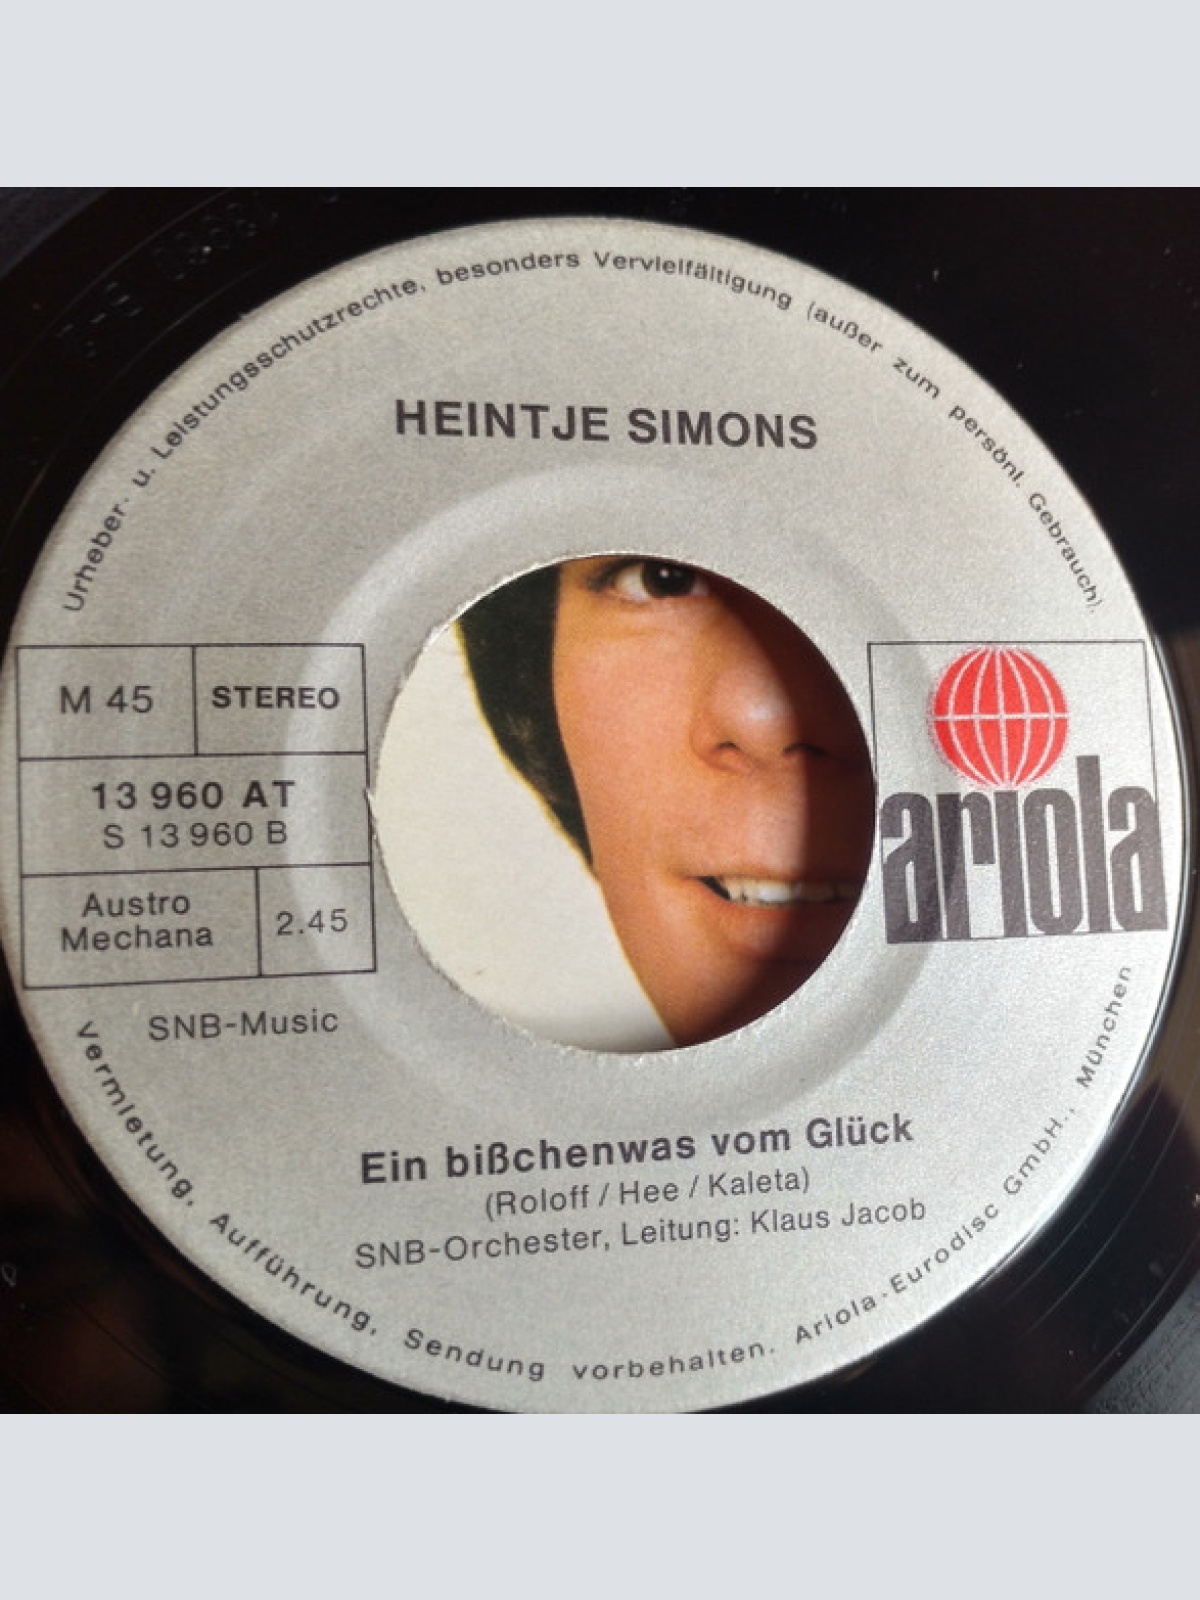 Urheber- u. Leistungsschutzrechte, besonders Vervielfältigung (außer zum persönl. Gebrauch),
HEINTJE SIMONS
M 45
STEREO
13 960 AT
S 13 960 B
Austro
Mechana
2.45
ariola
SNB-Music
Ein bißchenwas vom Glück
(Roloff / Hee / Kaleta)
SNB-Orchester, Leitung: Klaus Jacob
Vermietung, Aufführung, Sendung vorbehalten. Ariola-Eurodisc GmbH., München